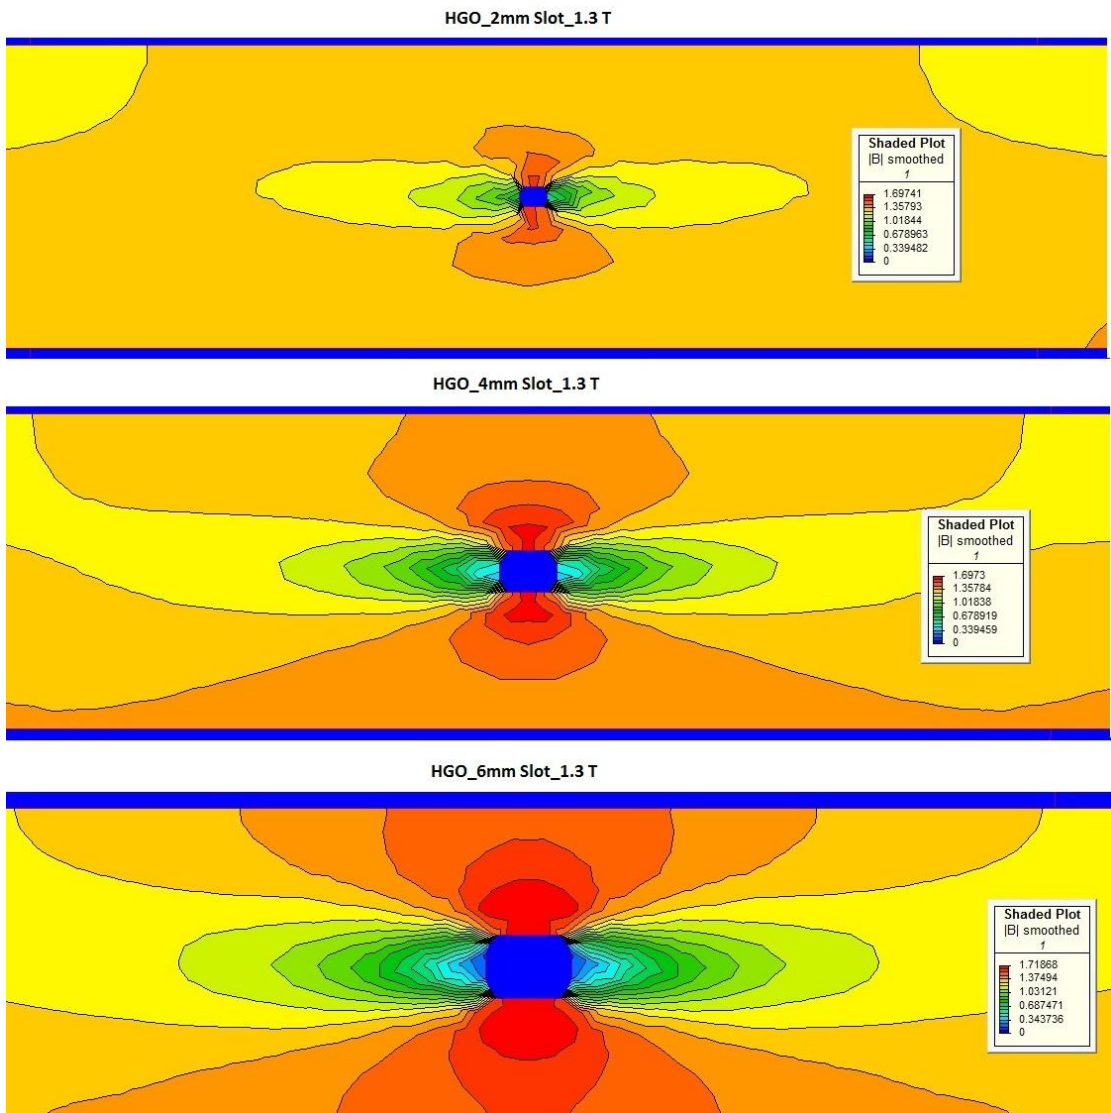 HGO_2mm Slot_1.3 T
Shaded Plot
|B| smoothed
1
1.69741
1.35793
1.01844
0.678963
0.339482
0
HGO_4mm Slot_1.3 T
Shaded Plot
|B| smoothed
1
1.6973
1.35784
1.01838
0.678919
0.339459
0
HGO_6mm Slot_1.3 T
Shaded Plot
|B| smoothed
1
1.71868
1.37494
1.03121
0.687471
0.343736
0